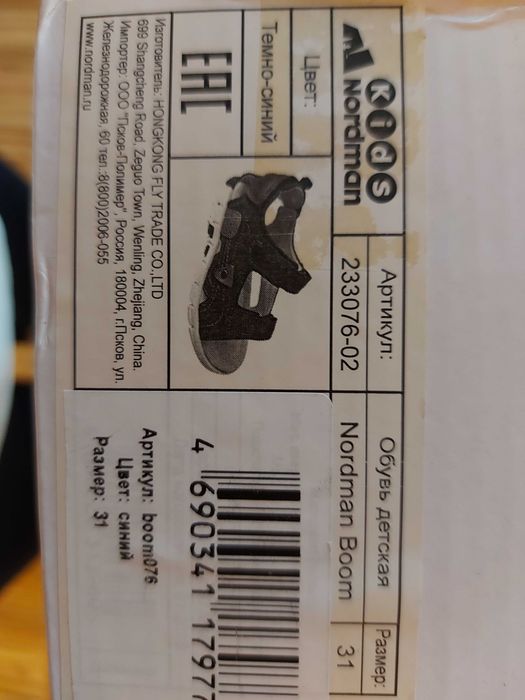 Kids
Nordman
Артикул:
233076-02
Обувь детская
Nordman Boom
Размер:
31
Цвет:
Темно-синий
EAC
Изготовитель: HONGKONG FLY TRADE CO.,LTD
699 Shangcheng Road, Zeguo Town, Wenling, Zhejiang, China.
Импортер: ООО "Псков-Полимер", Россия, 180004, г.Псков, ул.
Железнодорожная, 60 тел.:8(800)2006-055
www.nordman.ru
4 690341 17977
Артикул: boom076
Цвет: синий
Размер: 31